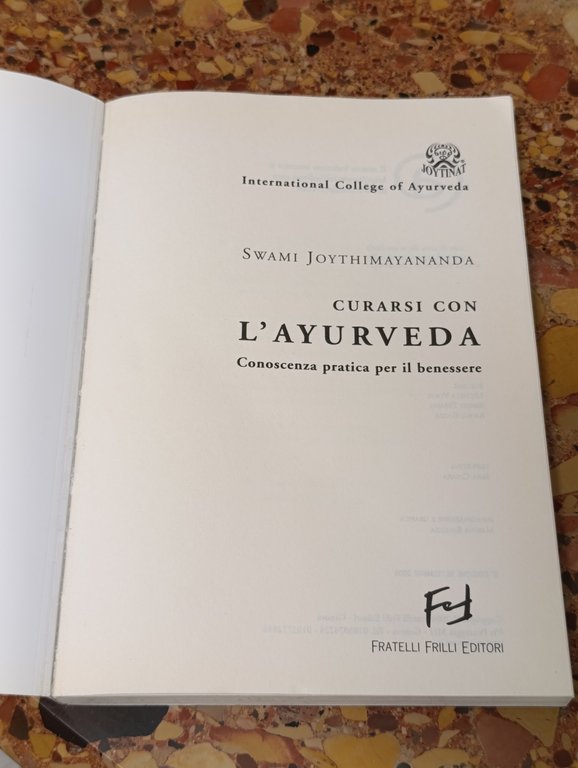 JOYTINAT
International College of Ayurveda
SWAMI JOYTHIMAYANANDA
CURARSI CON
L'AYURVEDA
Conoscenza pratica per il benessere
FRATELLI FRILLI EDITORI